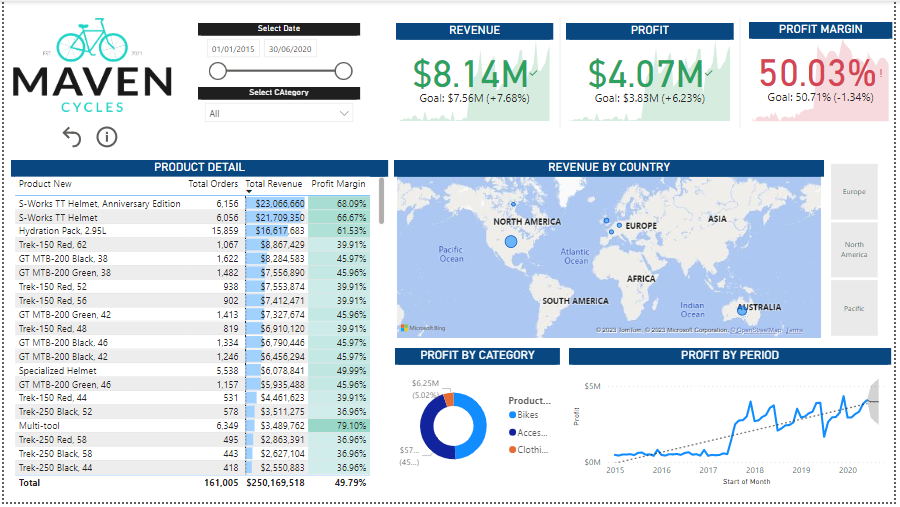 EST. 2021
MAVEN
CYCLES
Select Date
01/01/2015 30/06/2020
Select CAtegory
All
REVENUE
$8.14M
Goal: $7.56M (+7.68%)
PROFIT
$4.07M
Goal: $3.83M (+6.23%)
PROFIT MARGIN
50.03%!
Goal: 50.71% (-1.34%)
PRODUCT DETAIL
Product New Total Orders Total Revenue Profit Margin
S-Works TT Helmet, Anniversary Edition 6,156 $23,066,660 68.09%
S-Works TT Helmet 6,056 $21,709,350 66.67%
Hydration Pack, 2.95L 15,859 $16,617,683 61.53%
Trek-150 Red, 62 1,067 $8,867,429 39.91%
GT MTB-200 Black, 38 1,622 $8,284,583 45.97%
GT MTB-200 Green, 38 1,482 $7,556,890 45.96%
Trek-150 Red, 52 938 $7,553,874 39.91%
Trek-150 Red, 56 902 $7,412,471 39.91%
GT MTB-200 Green, 42 1,413 $7,327,674 45.96%
Trek-150 Red, 48 819 $6,910,120 39.91%
GT MTB-200 Black, 46 1,334 $6,790,446 45.97%
GT MTB-200 Black, 42 1,246 $6,456,294 45.97%
Specialized Helmet 5,538 $6,078,841 49.99%
GT MTB-200 Green, 46 1,157 $5,935,488 45.96%
Trek-150 Red, 44 531 $4,461,623 39.91%
Trek-250 Black, 52 578 $3,511,275 36.96%
Multi-tool 6,349 $3,489,762 79.10%
Trek-250 Red, 58 495 $2,863,391 36.96%
Trek-250 Black, 58 443 $2,627,104 36.96%
Trek-250 Black, 44 418 $2,550,883 36.96%
Total 161,005 $250,169,518 49.79%
REVENUE BY COUNTRY
NORTH AMERICA
EUROPE
ASIA
Pacific
Ocean
Atlantic
Ocean
AFRICA
SOUTH AMERICA
Indian
Ocean
AUSTRALIA
Microsoft Bing
© 2023 TomTom, © 2023 Microsoft Corporation, © OpenStreetMap Terms
Europe
North
America
Pacific
PROFIT BY CATEGORY
$6.25M
(5.02%)
$57...
(45...)
Product...
Bikes
Acces...
Clothi...
PROFIT BY PERIOD
$5M
$0M
Profit
2015 2016 2017 2018 2019 2020
Start of Month